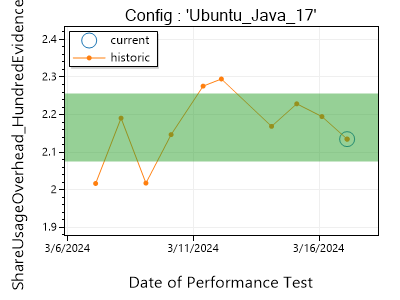 Config : 'Ubuntu_Java_17'
ShareUsageOverhead_HundredEvidence
current
historic
2.4
2.3
2.2
2.1
2
1.9
3/6/2024
3/11/2024
3/16/2024
Date of Performance Test